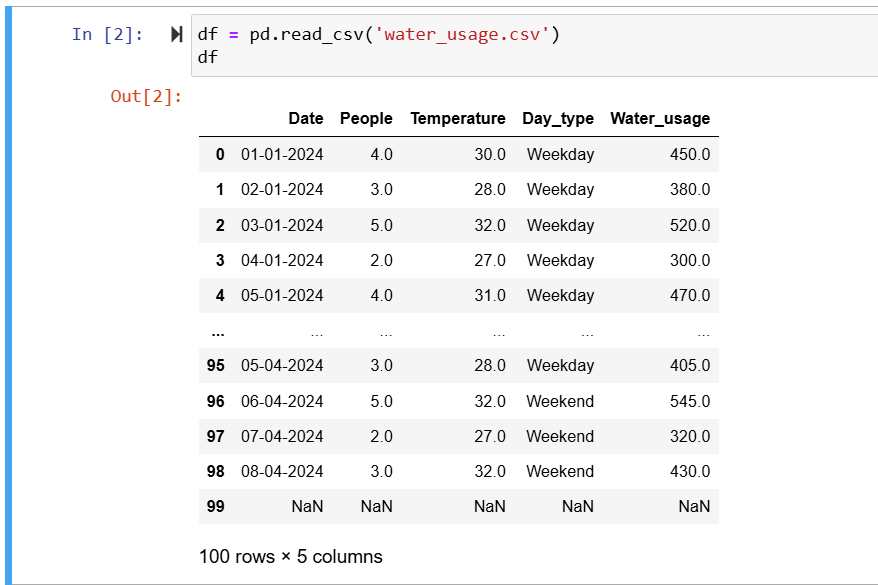 In [2]: df = pd.read_csv('water_usage.csv')
df
Out[2]:
Date People Temperature Day_type Water_usage
0 01-01-2024 4.0 30.0 Weekday 450.0
1 02-01-2024 3.0 28.0 Weekday 380.0
2 03-01-2024 5.0 32.0 Weekday 520.0
3 04-01-2024 2.0 27.0 Weekday 300.0
4 05-01-2024 4.0 31.0 Weekday 470.0
... ... ... ... ... ...
95 05-04-2024 3.0 28.0 Weekday 405.0
96 06-04-2024 5.0 32.0 Weekend 545.0
97 07-04-2024 2.0 27.0 Weekend 320.0
98 08-04-2024 3.0 32.0 Weekend 430.0
99 NaN NaN NaN NaN NaN
100 rows × 5 columns